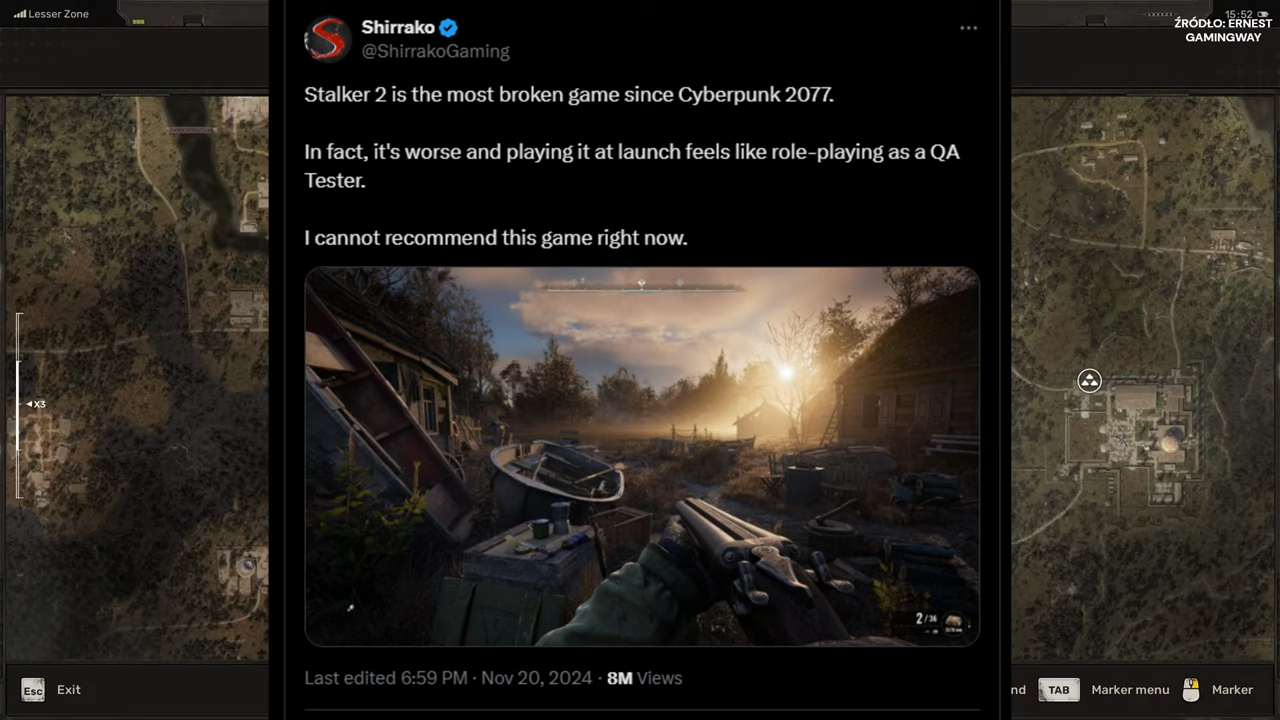 Lesser Zone
15:52
ŹRÓDŁO: ERNEST
GAMINGWAY
Shirrako
@ShirrakoGaming
Stalker 2 is the most broken game since Cyberpunk 2077.
In fact, it's worse and playing it at launch feels like role-playing as a QA
Tester.
I cannot recommend this game right now.
X3
2/36
Last edited 6:59 PM · Nov 20, 2024 · 8M Views
Esc Exit
nd TAB Marker menu Marker